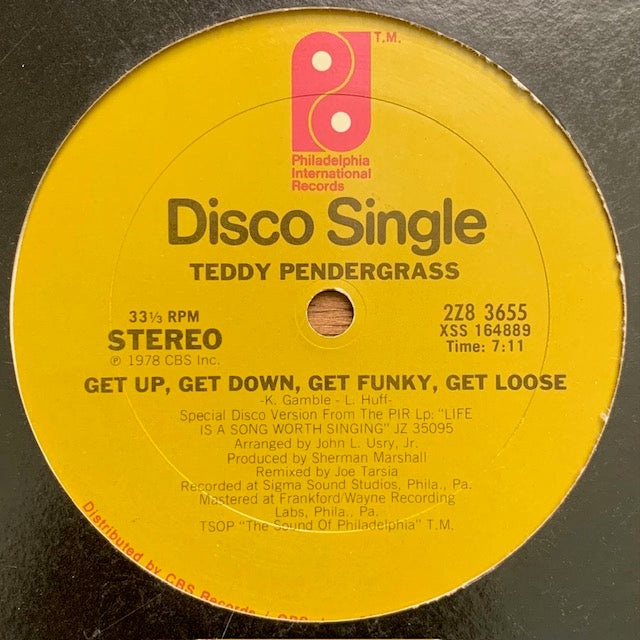 T.M.
Philadelphia
International
Records
Disco Single
TEDDY PENDERGRASS
33⅓ RPM
STEREO
℗ 1978 CBS Inc.
2Z8 3655
XSS 164889
Time: 7:11
GET UP, GET DOWN, GET FUNKY, GET LOOSE
-K. Gamble - L. Huff-
Special Disco Version From The PIR Lp: "LIFE
IS A SONG WORTH SINGING" JZ 35095
Arranged by John L. Usry, Jr.
Produced by Sherman Marshall
Remixed by Joe Tarsia
Recorded at Sigma Sound Studios, Phila., Pa.
Mastered at Frankford/Wayne Recording
Labs, Phila., Pa.
TSOP "The Sound Of Philadelphia" T.M.
Distributed by CBS Records